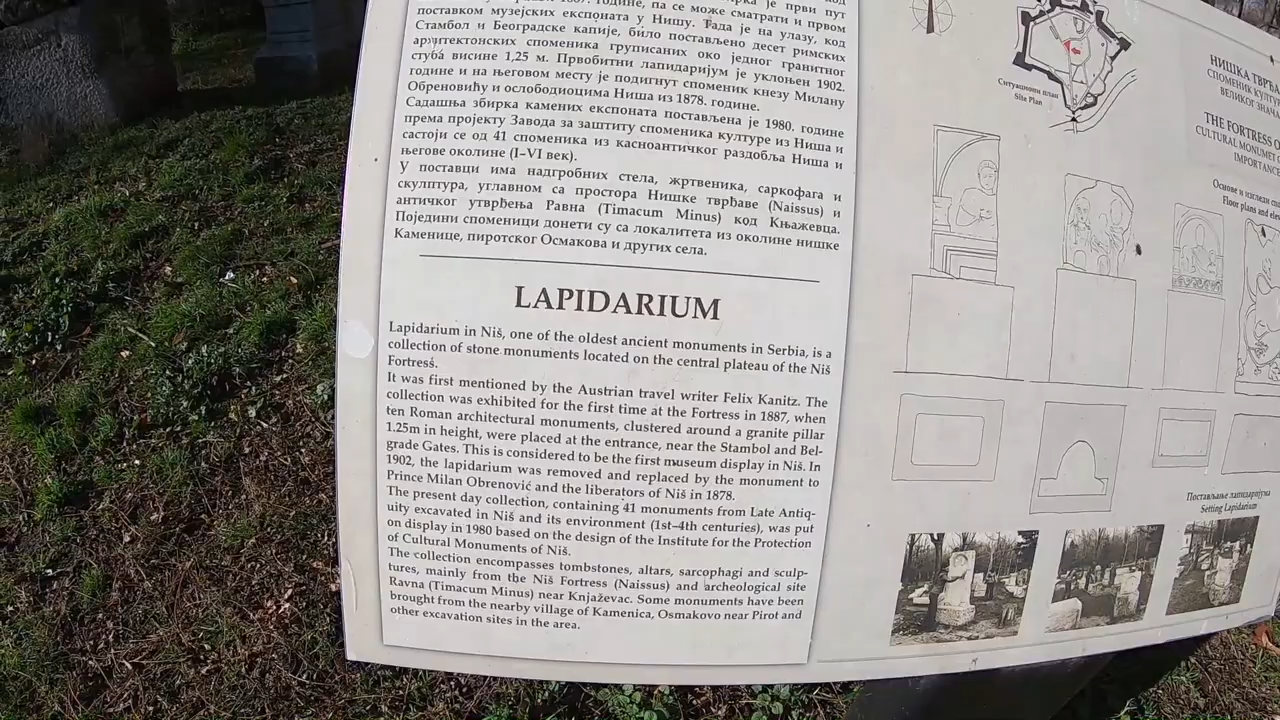 године, па се може сматрати и првом
поставком музејских експоната у Нишу. Тада је на улазу, код
Стамбол и Београдске капије, било постављено десет римских
архитектонских споменика груписаних око једног гранитног
стуба висине 1,25 м. Првобитни лапидаријум је уклоњен 1902.
године и на његовом месту је подигнут споменик кнезу Милану
Обреновићу и ослободиоцима Ниша из 1878. године.
Садашња збирка камених експоната постављена је 1980. године
према пројекту Завода за заштиту споменика културе из Ниша и
састоји се од 41 споменика из касноантичког раздобља Ниша и
његове околине (I–VI век).
У поставци има надгробних стела, жртвеника, саркофага и
скулптура, углавном са простора Нишке тврђаве (Naissus) и
античког утврђења Равна (Timacum Minus) код Књажевца.
Поједини споменици донети су са локалитета из околине нишке
Каменице, пиротског Осмакова и других села.
LAPIDARIUM
Lapidarium in Niš, one of the oldest ancient monuments in Serbia, is a
collection of stone monuments located on the central plateau of the Niš
Fortress.
It was first mentioned by the Austrian travel writer Felix Kanitz. The
collection was exhibited for the first time at the Fortress in 1887, when
ten Roman architectural monuments, clustered around a granite pillar
1.25m in height, were placed at the entrance, near the Stambol and Bel-
grade Gates. This is considered to be the first museum display in Niš. In
1902, the lapidarium was removed and replaced by the monument to
Prince Milan Obrenović and the liberators of Niš in 1878.
The present day collection, containing 41 monuments from Late Antiq-
uity excavated in Niš and its environment (1st–4th centuries), was put
on display in 1980 based on the design of the Institute for the Protection
of Cultural Monuments of Niš.
The collection encompasses tombstones, altars, sarcophagi and sculp-
tures, mainly from the Niš Fortress (Naissus) and archeological site
Ravna (Timacum Minus) near Knjaževac. Some monuments have been
brought from the nearby village of Kamenica, Osmakovo near Pirot and
other excavation sites in the area.
Ситуациони план
Site Plan
НИШКА
СПОМЕНИК
ВЕЛИКОГ
THE FORTRESS
CULTURAL MONUMET
IMPORTANCE
Основе и изгледи
Floor plans and
Постављање лапидаријума
Setting Lapidarium